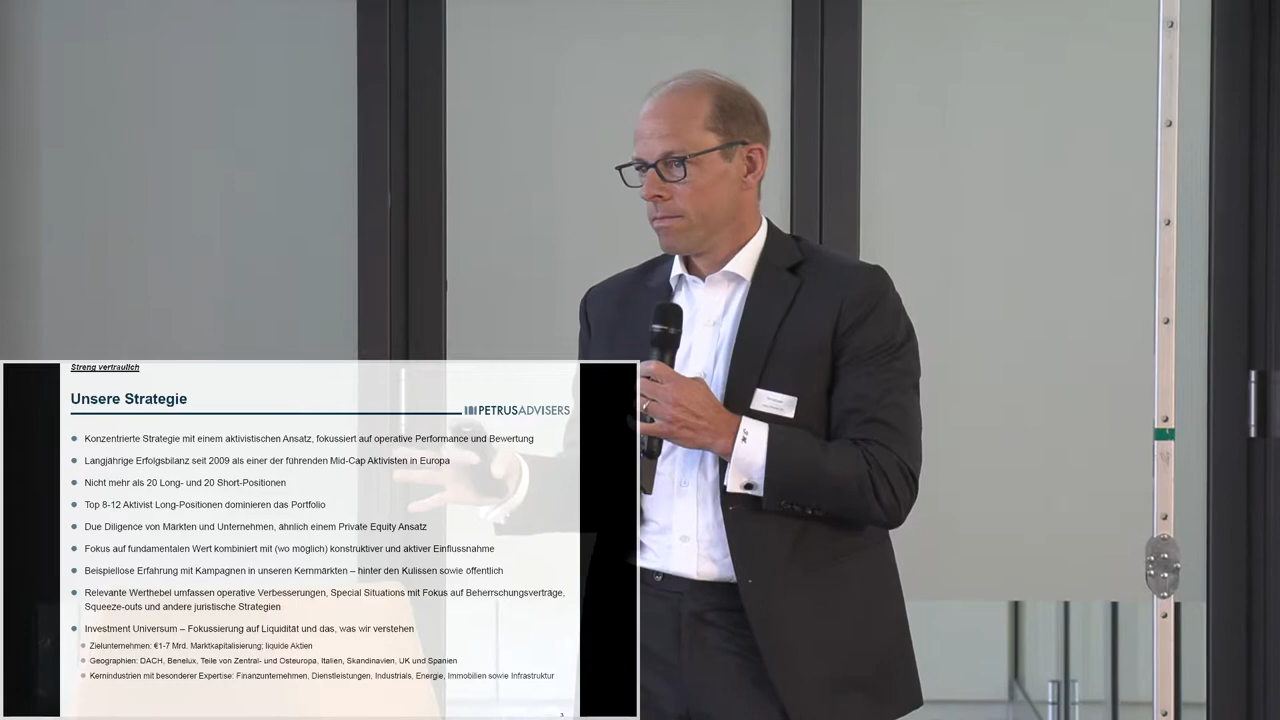 Streng vertraulich
Unsere Strategie
PETRUSADVISERS
Konzentrierte Strategie mit einem aktivistischen Ansatz, fokussiert auf operative Performance und Bewertung
Langjährige Erfolgsbilanz seit 2009 als einer der führenden Mid-Cap Aktivisten in Europa
Nicht mehr als 20 Long- und 20 Short-Positionen
Top 8-12 Aktivist Long-Positionen dominieren das Portfolio
Due Diligence von Märkten und Unternehmen, ähnlich einem Private Equity Ansatz
Fokus auf fundamentalen Wert kombiniert mit (wo möglich) konstruktiver und aktiver Einflussnahme
Beispiellose Erfahrung mit Kampagnen in unseren Kernmärkten – hinter den Kulissen sowie öffentlich
Relevante Werthebel umfassen operative Verbesserungen, Special Situations mit Fokus auf Beherrschungsverträge,
Squeeze-outs und andere juristische Strategien
Investment Universum – Fokussierung auf Liquidität und das, was wir verstehen
Zielunternehmen: €1-7 Mrd. Marktkapitalisierung; liquide Aktien
Geographien: DACH, Benelux, Teile von Zentral- und Osteuropa, Italien, Skandinavien, UK und Spanien
Kernindustrien mit besonderer Expertise: Finanzunternehmen, Dienstleistungen, Industrials, Energie, Immobilien sowie Infrastruktur
3